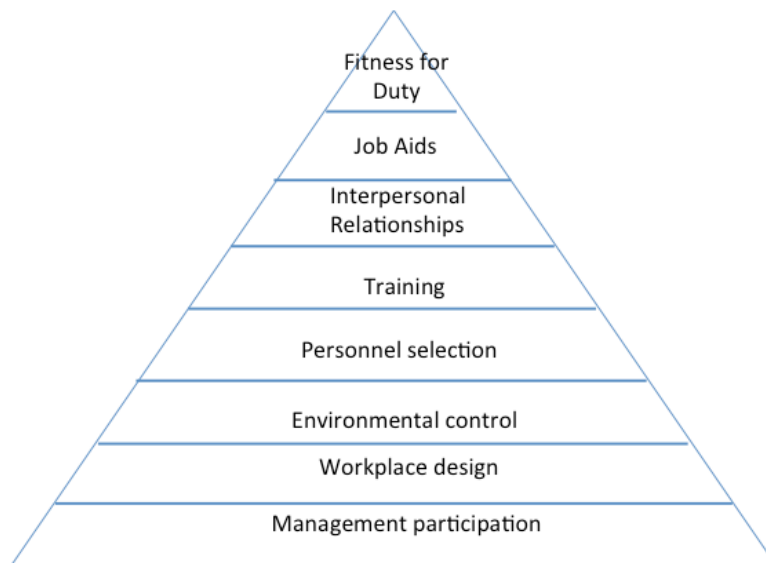 Fitness for
Duty
Job Aids
Interpersonal
Relationships
Training
Personnel selection
Environmental control
Workplace design
Management participation